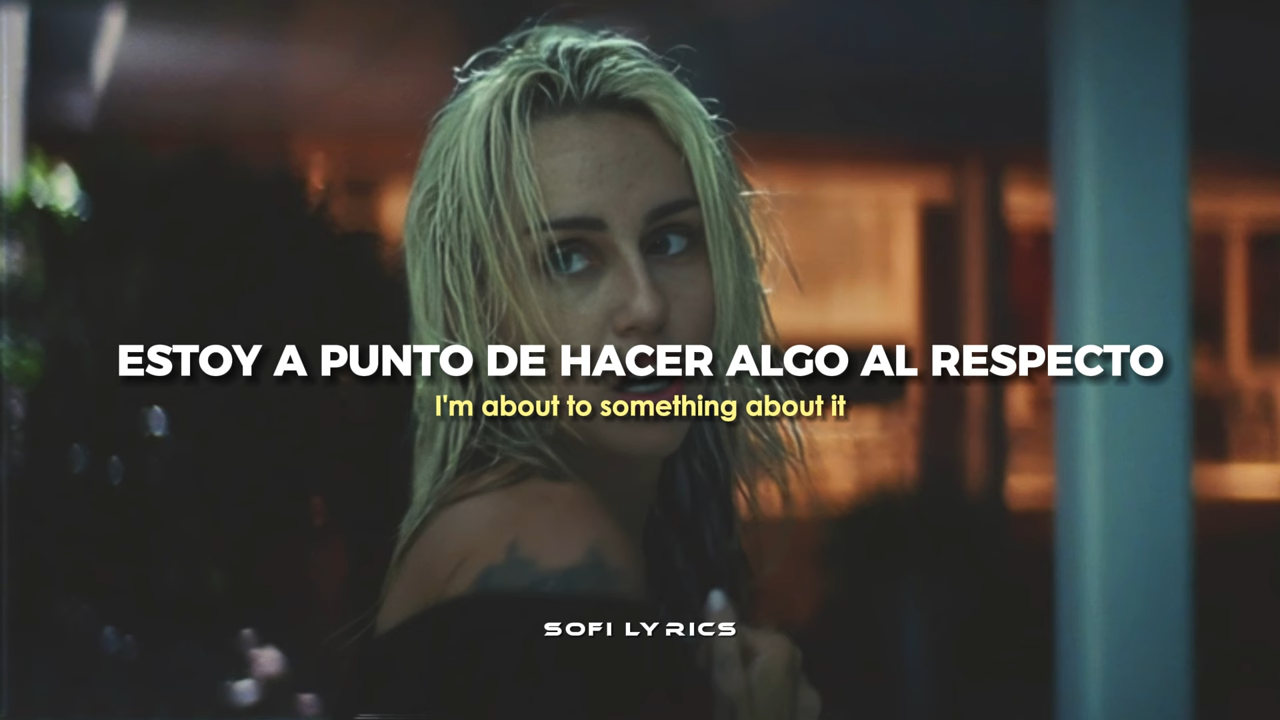 ESTOY A PUNTO DE HACER ALGO AL RESPECTO
I'm about to something about it
SOFI LYRICS